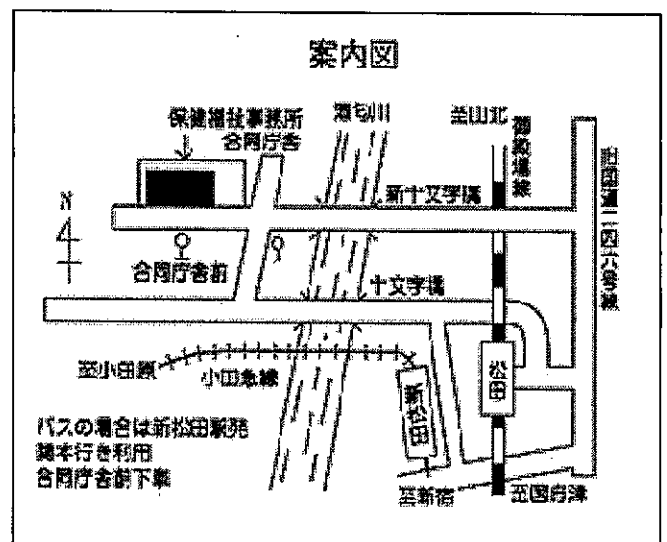 案内図
保健福祉事務所
合同庁舎
酒匂川
至山北
御殿場線
旧国道二四六号線
新十文字橋
N
合同庁舎前
十文字橋
至小田原
小田急線
新松田
松田
バスの場合は新松田駅発
関本行き利用
合同庁舎前下車
至新宿
至国府津